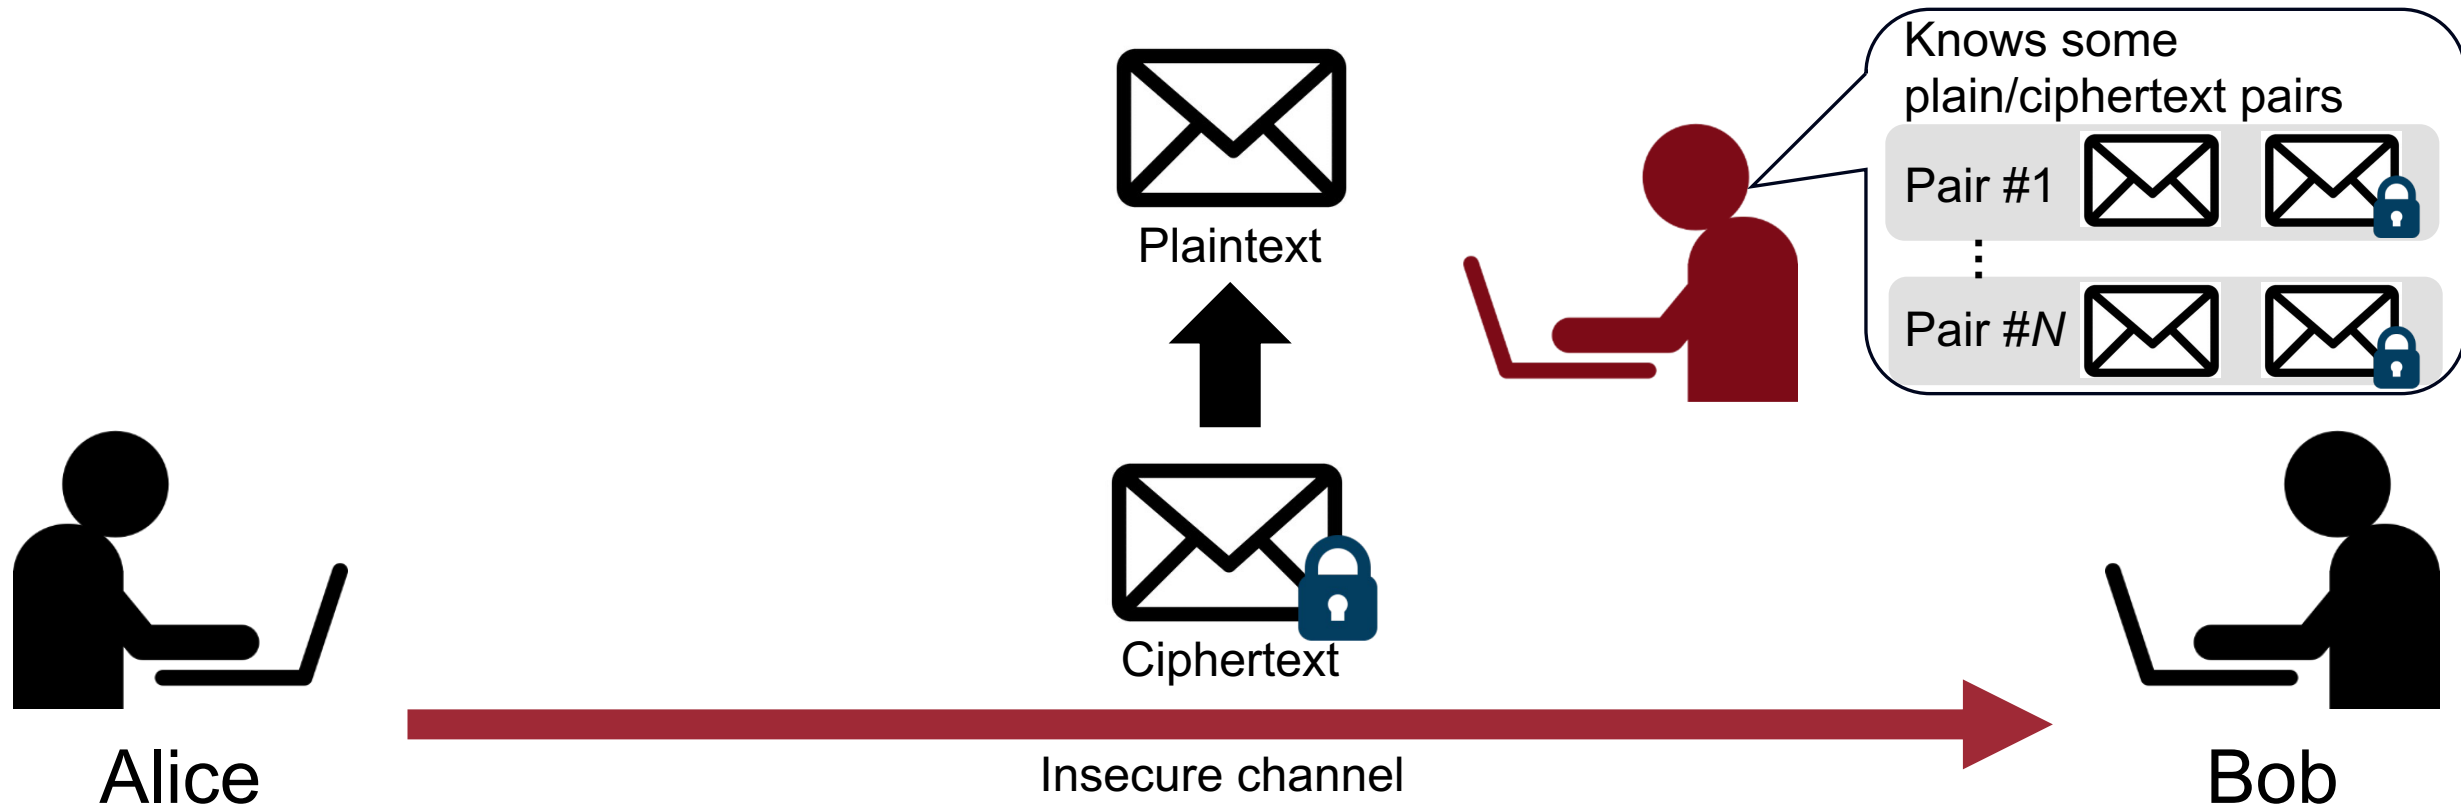 Knows some
plain/ciphertext pairs
Pair #1
Pair #N
Plaintext
Ciphertext
Insecure channel
Alice
Bob